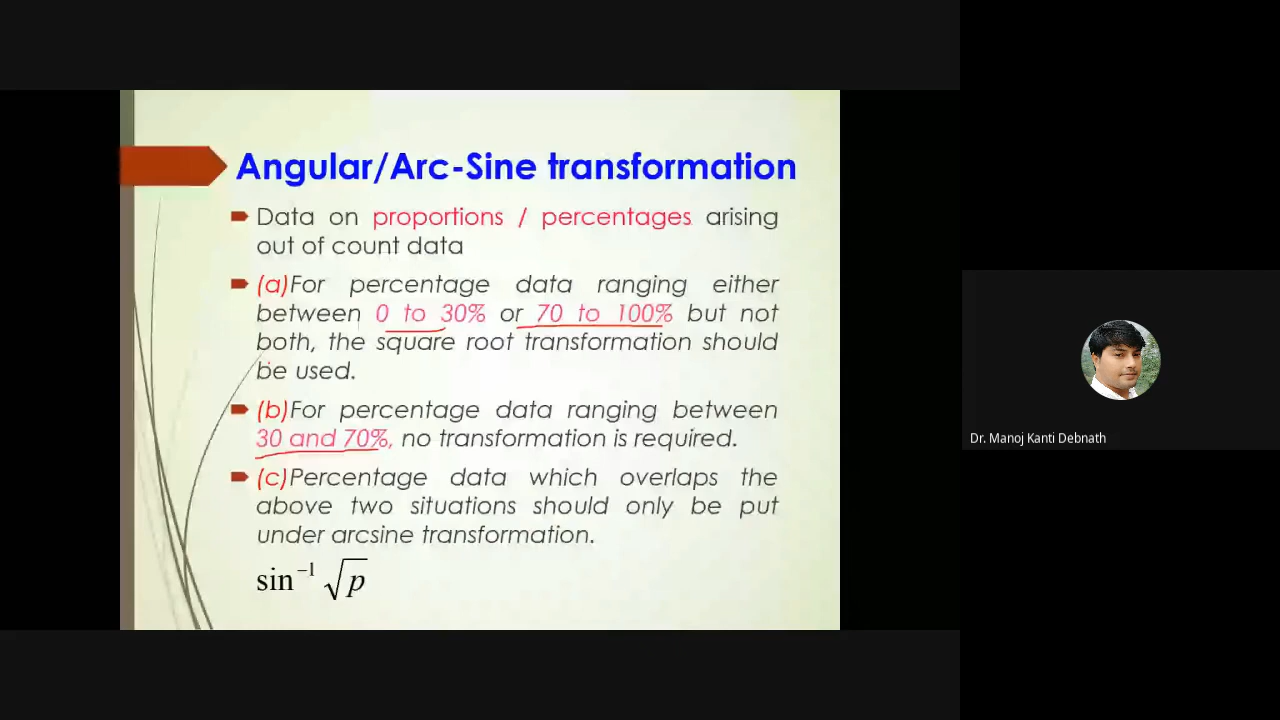 Angular/Arc-Sine transformation
Data on proportions / percentages arising
out of count data
(a)For percentage data ranging either
between 0 to 30% or 70 to 100% but not
both, the square root transformation should
be used.
(b)For percentage data ranging between
30 and 70%, no transformation is required.
(c)Percentage data which overlaps the
above two situations should only be put
under arcsine transformation.
sin⁻¹ √p
Dr. Manoj Kanti Debnath